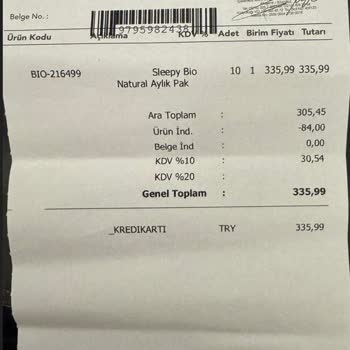 Belge No.:
9795982438
Ürün Kodu Açıklama KDV % Adet Birim Fiyatı Tutarı
BIO-216499 Sleepy Bio 10 1 335,99 335,99
Natural Aylık Pak
Ara Toplam : 305,45
Ürün İnd. : -84,00
Belge İnd : 0,00
KDV %10 : 30,54
KDV %20 :
Genel Toplam : 335,99
_KREDIKARTI TRY 335,99